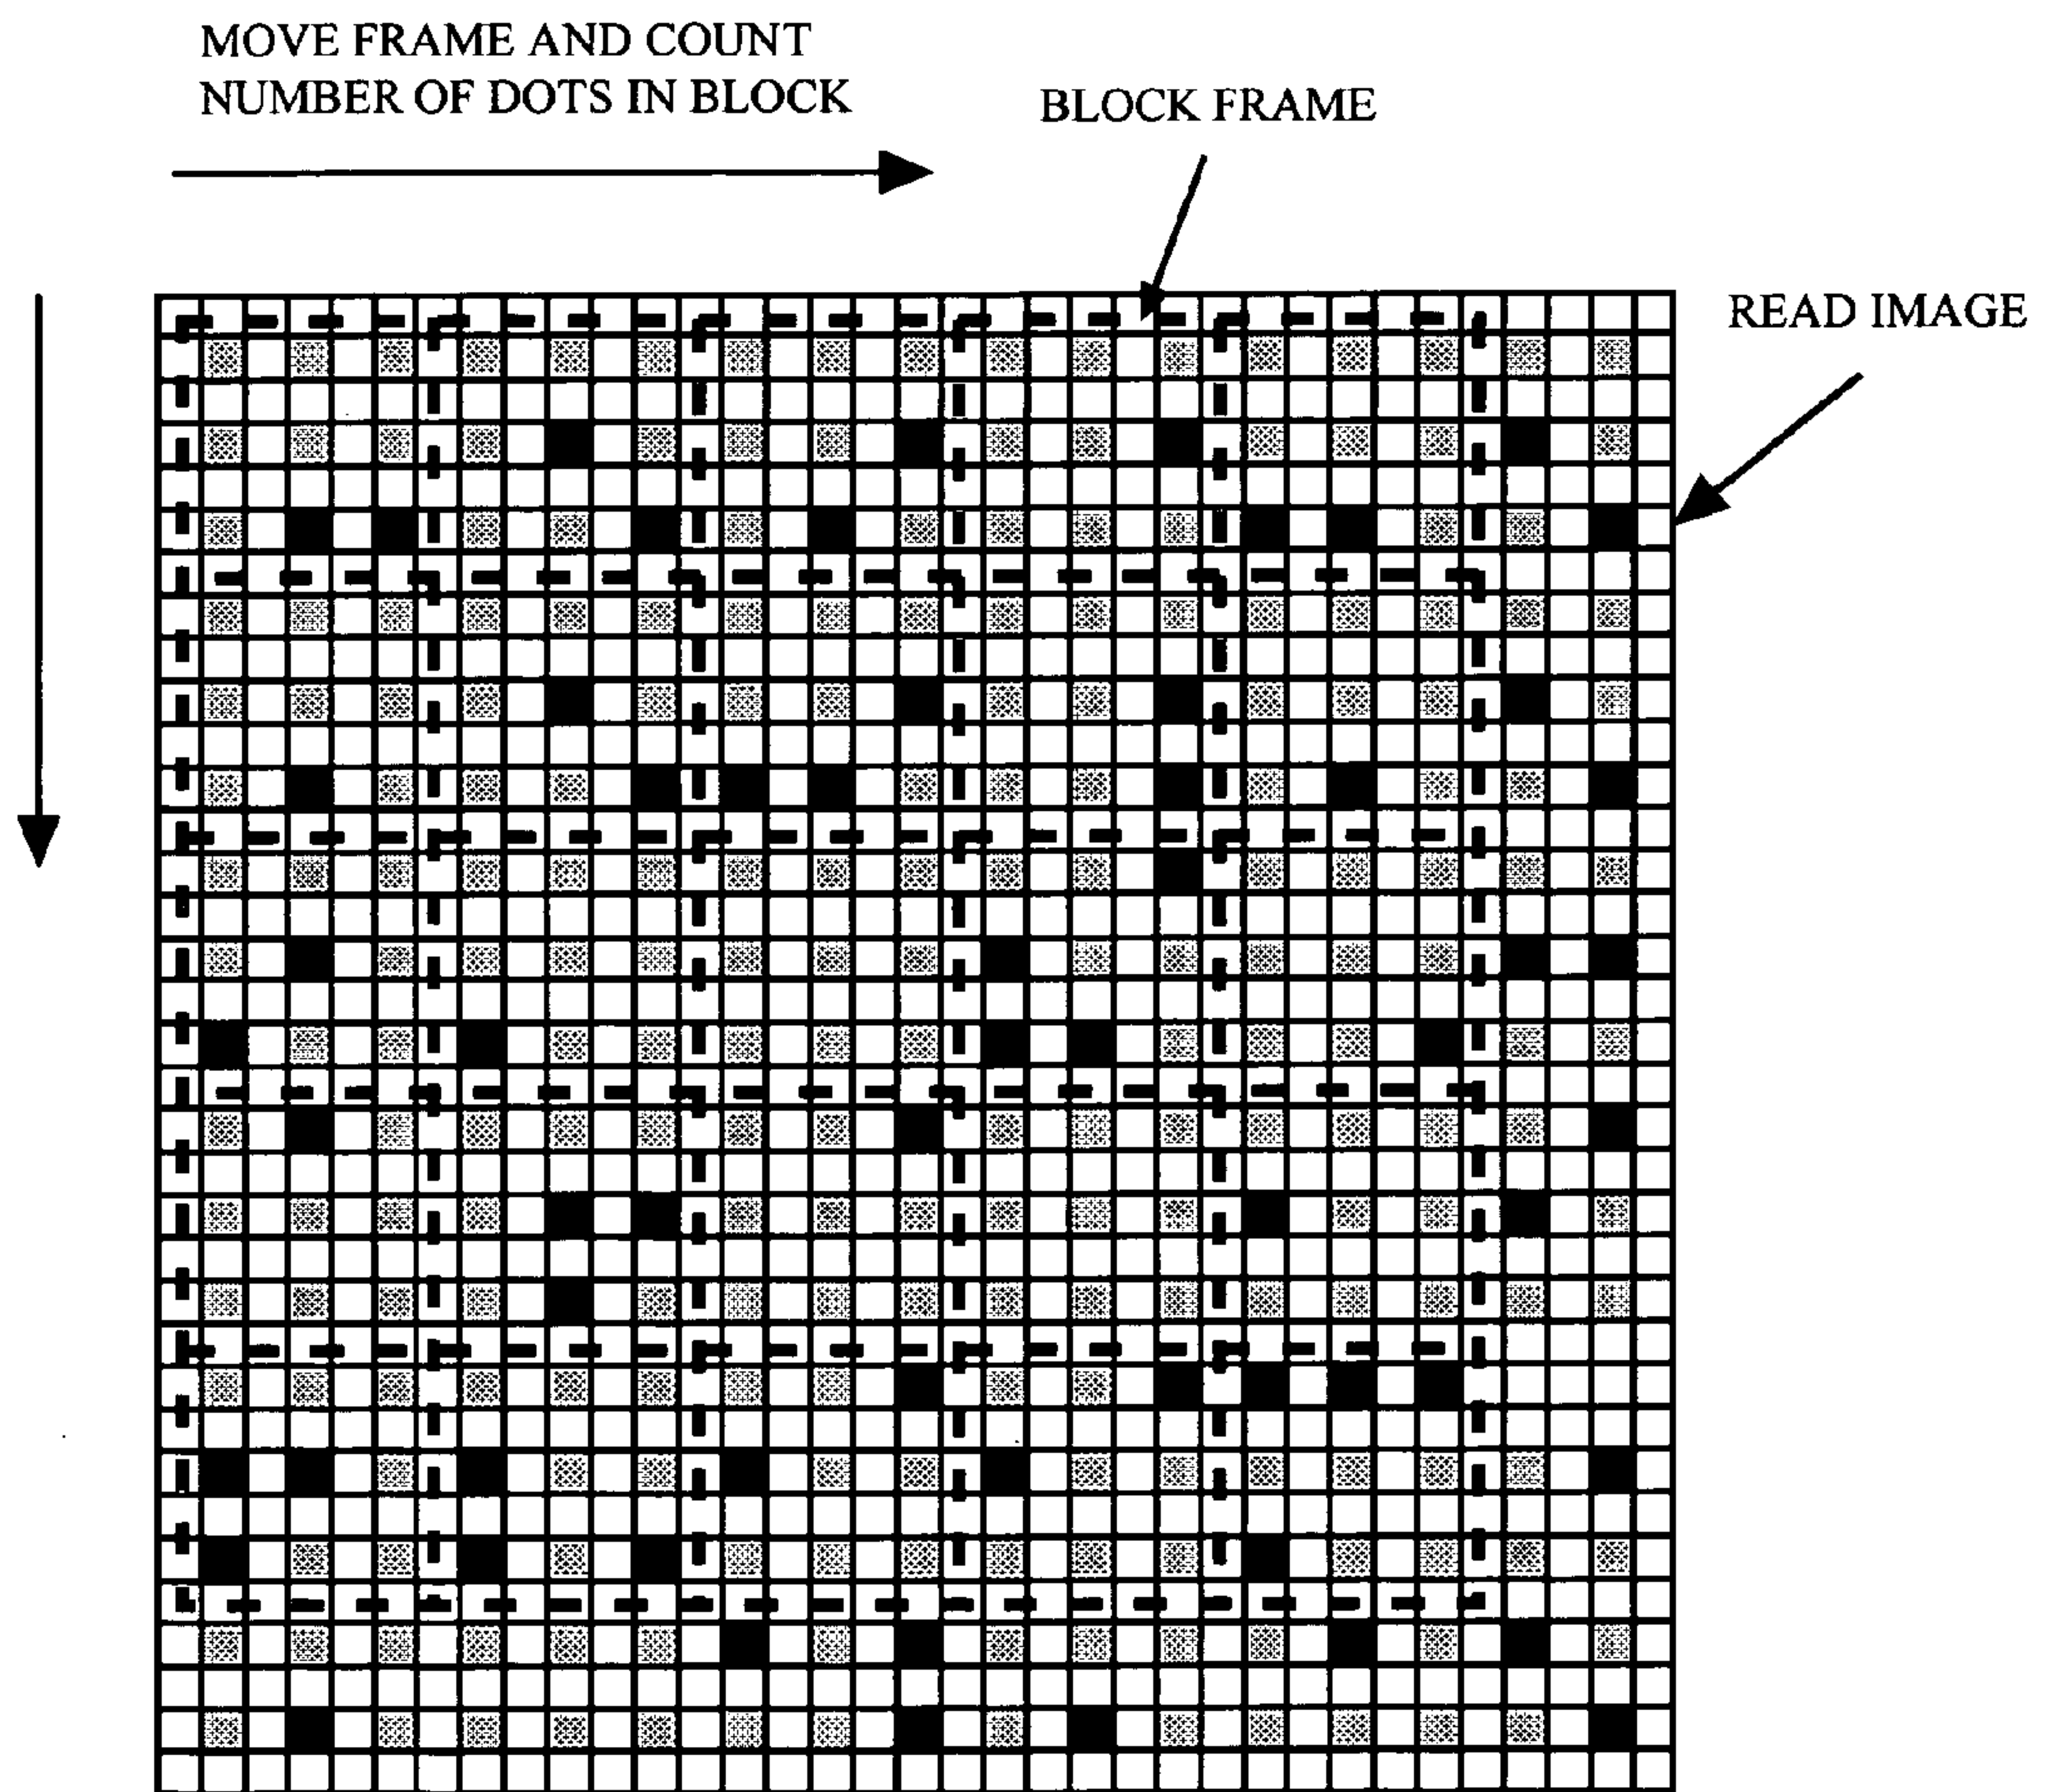 MOVE FRAME AND COUNT
NUMBER OF DOTS IN BLOCK
BLOCK FRAME
READ IMAGE